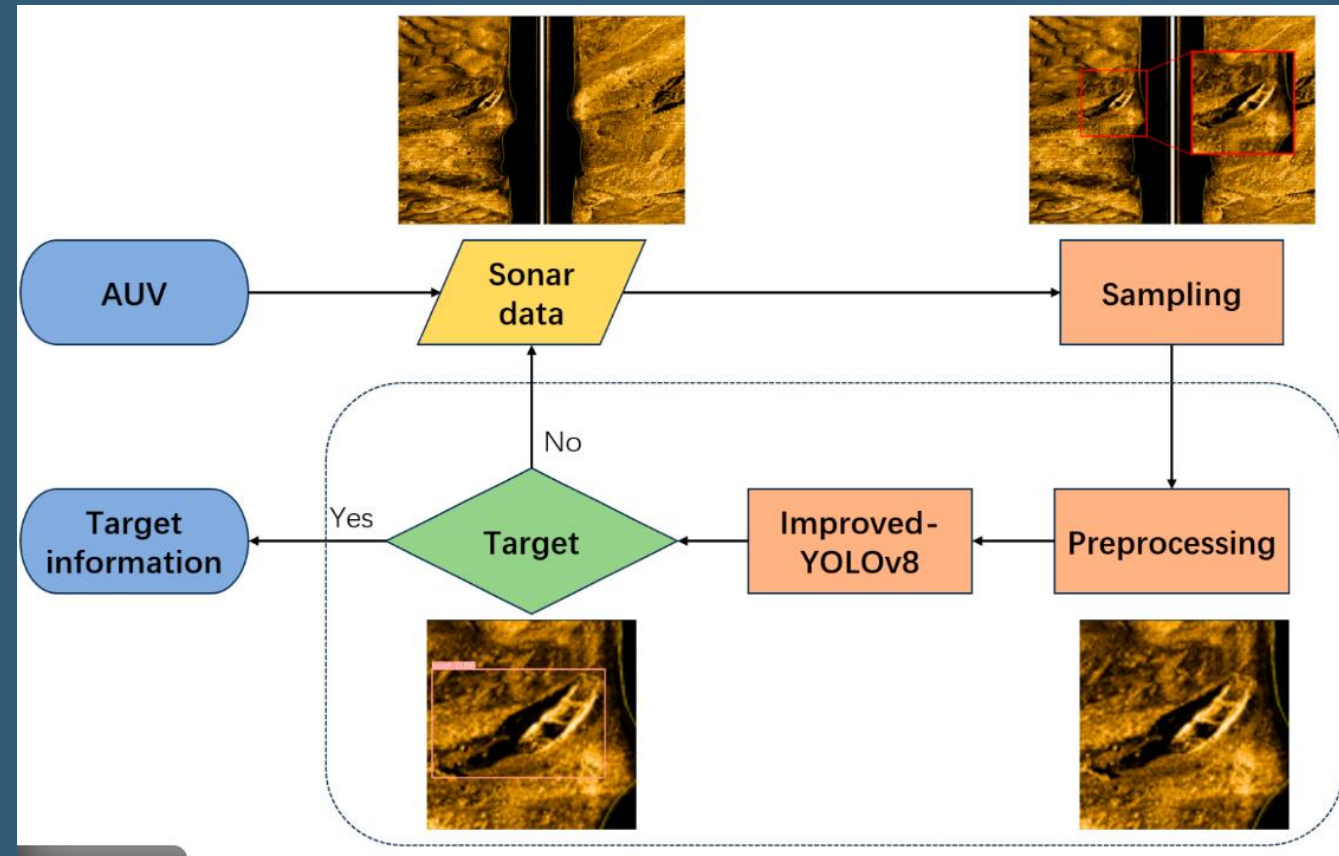 AUV
Sonar
data
Sampling
No
Yes
Target
information
Target
Improved-
YOLOv8
Preprocessing